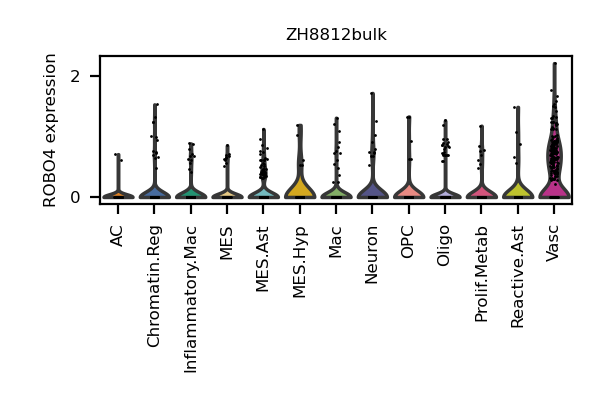 ZH8812bulk
ROBO4 expression
2
0
AC
Chromatin.Reg
Inflammatory.Mac
MES
MES.Ast
MES.Hyp
Mac
Neuron
OPC
Oligo
Prolif.Metab
Reactive.Ast
Vasc